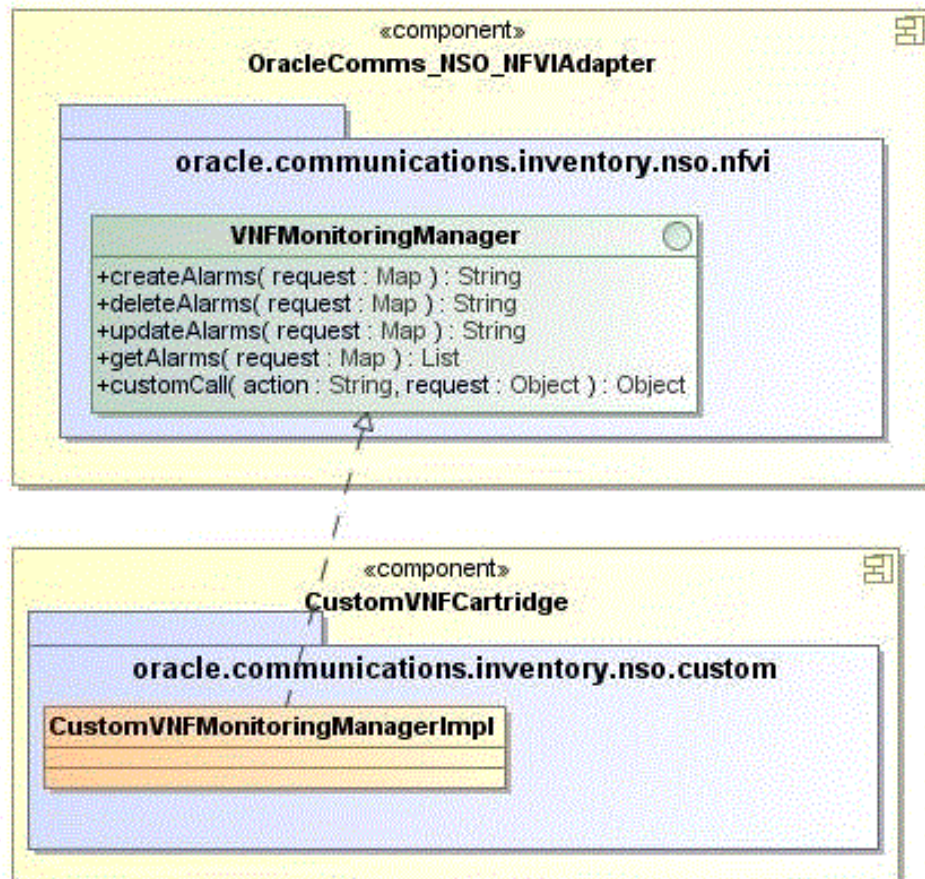 «component»
OracleComms_NSO_NFVIAdapter
oracle.communications.inventory.nso.nfvi
VNFMonitoringManager
+createAlarms( request : Map ) : String
+deleteAlarms( request : Map ) : String
+updateAlarms( request : Map ) : String
+getAlarms( request : Map ) : List
+customCall( action : String, request : Object ) : Object
«component»
CustomVNFCartridge
oracle.communications.inventory.nso.custom
CustomVNFMonitoringManagerImpl